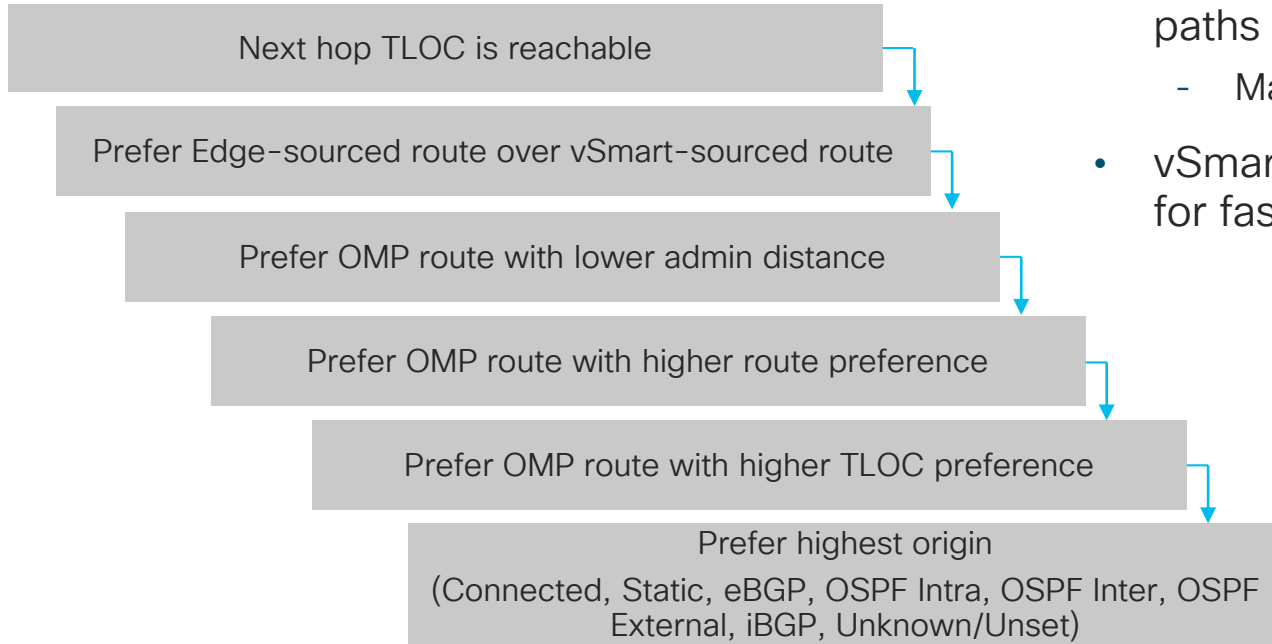 Next hop TLOC is reachable
Prefer Edge-sourced route over vSmart-sourced route
Prefer OMP route with lower admin distance
Prefer OMP route with higher route preference
Prefer OMP route with higher TLOC preference
Prefer highest origin
(Connected, Static, eBGP, OSPF Intra, OSPF Inter, OSPF
External, iBGP, Unknown/Unset)
paths
-
• 
for